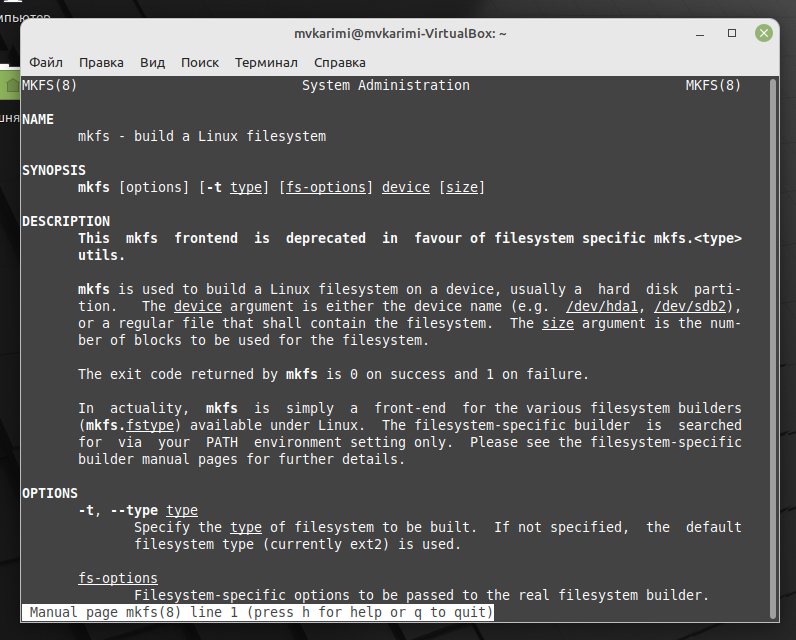 мпьютер
mvkarimi@mvkarimi-VirtualBox: ~
Файл Правка Вид Поиск Терминал Справка
MKFS(8) System Administration MKFS(8)
шняя
NAME
mkfs - build a Linux filesystem
SYNOPSIS
mkfs [options] [-t type] [fs-options] device [size]
DESCRIPTION
This mkfs frontend is deprecated in favour of filesystem specific mkfs.<type>
utils.
mkfs is used to build a Linux filesystem on a device, usually a hard disk parti-
tion. The device argument is either the device name (e.g. /dev/hda1, /dev/sdb2),
or a regular file that shall contain the filesystem. The size argument is the num-
ber of blocks to be used for the filesystem.
The exit code returned by mkfs is 0 on success and 1 on failure.
In actuality, mkfs is simply a front-end for the various filesystem builders
(mkfs.fstype) available under Linux. The filesystem-specific builder is searched
for via your PATH environment setting only. Please see the filesystem-specific
builder manual pages for further details.
OPTIONS
-t, --type type
Specify the type of filesystem to be built. If not specified, the default
filesystem type (currently ext2) is used.
fs-options
Filesystem-specific options to be passed to the real filesystem builder.
Manual page mkfs(8) line 1 (press h for help or q to quit)